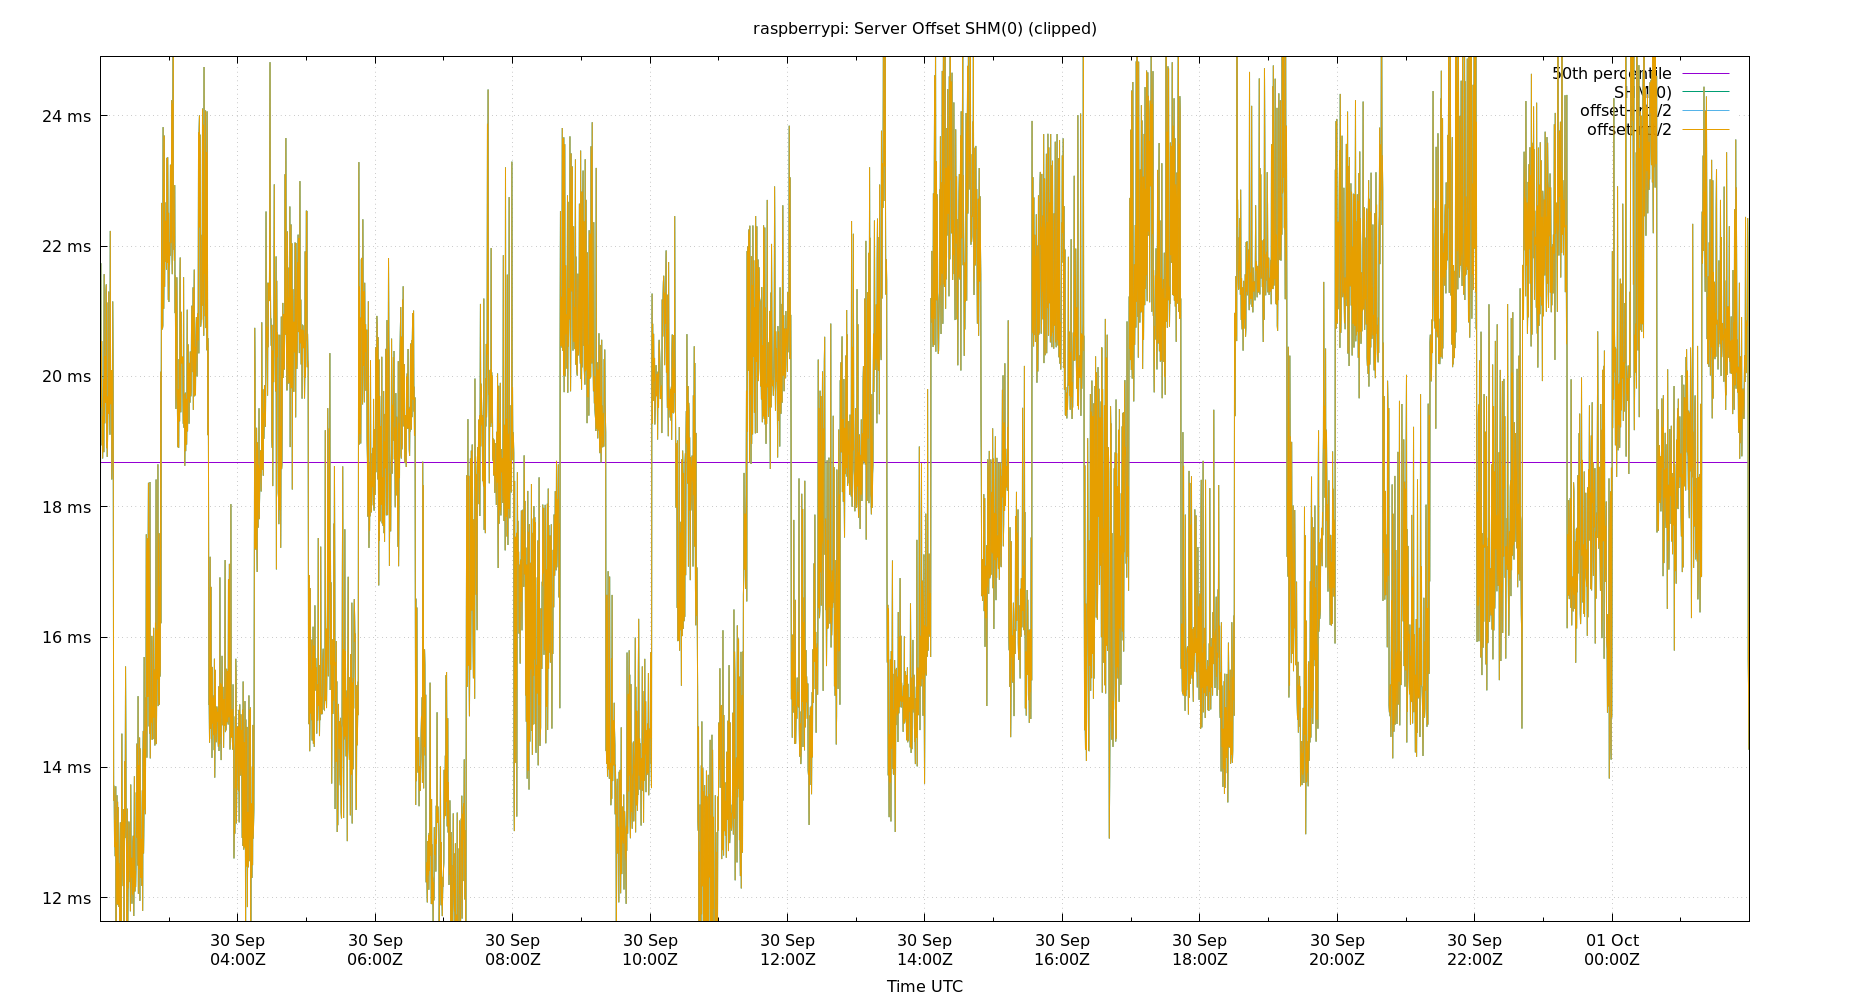 raspberrypi: Server Offset SHM(0) (clipped)
50th percentile
SHM(0)
offset-rtd/2
24 ms
22 ms
20 ms
18 ms
16 ms
14 ms
12 ms
30 Sep 30 Sep 30 Sep 30 Sep 30 Sep 30 Sep 30 Sep 30 Sep 30 Sep 30 Sep 01 Oct
04:00Z 06:00Z 08:00Z 10:00Z 12:00Z 14:00Z 16:00Z 18:00Z 20:00Z 22:00Z 00:00Z
Time UTC